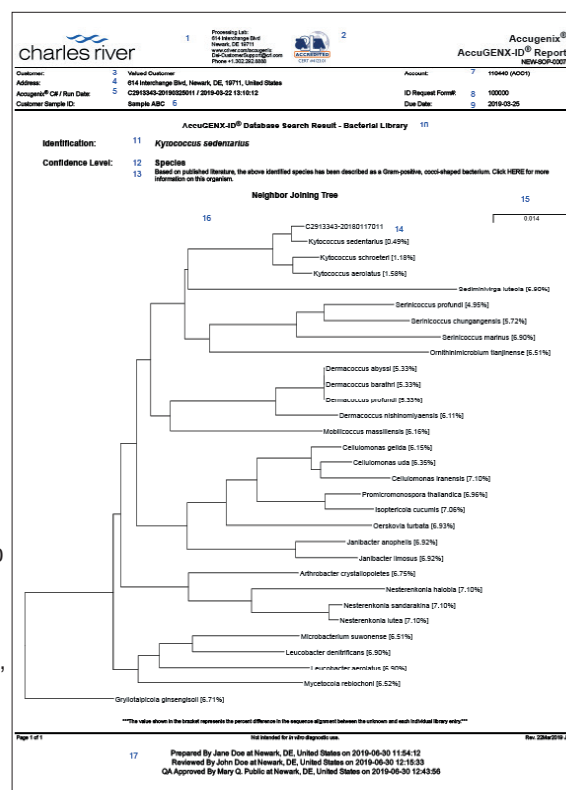 charles river
1
Processing Lab:
614 Interchange Blvd
Newark, DE 19711
www.criver.com/accugenix
Del-CustomerSupport@crl.com
Phone +1.302.292.8888
ACCREDITED
2
Accugenix®
AccuGENX-ID® Report
NEW-SOP-0007
Customer: 3 Valued Customer Account: 7 110440 (ACC1)
Address: 4 614 Interchange Blvd, Newark, DE, 19711, United States
Accugenix® C# / Run Date: 5 C2913343-20190325011 / 2019-03-22 13:10:12 ID Request Form#: 8 100000
Customer Sample ID: Sample ABC 6 Due Date: 9 2019-03-25
AccuGENX-ID® Database Search Result - Bacterial Library 10
Identification: 11 Kytococcus sedentarius
Confidence Level: 12 Species
13 Based on published literature, the above identified species has been described as a Gram-positive, cocci-shaped bacterium. Click HERE for more
information on this organism.
Neighbor Joining Tree
15
0.014
16
C2913343-20180117011 14
Kytococcus sedentarius [0.49%]
Kytococcus schroeteri [1.18%]
Kytococcus aerolatus [1.58%]
Sediminivirga luteola [6.90%]
Serinicoccus profundi [4.95%]
Serinicoccus chungangensis [5.72%]
Serinicoccus marinus [6.90%]
Ornithinimicrobium tianjinense [6.51%]
Dermacoccus abyssi [5.33%]
Dermacoccus barathri [5.33%]
Dermacoccus profundi [5.33%]
Dermacoccus nishinomiyaensis [6.11%]
Mobilicoccus massiliensis [6.16%]
Cellulomonas gelida [6.15%]
Cellulomonas uda [6.35%]
Cellulomonas iranensis [7.10%]
Promicromonospora thailandica [6.96%]
Isoptericola cucumis [7.06%]
Oerskovia turbata [6.93%]
Janibacter anophelis [6.92%]
Janibacter limosus [6.92%]
Arthrobacter crystallopoietes [6.75%]
Nesterenkonia halobia [7.10%]
Nesterenkonia sandarakina [7.10%]
Nesterenkonia lutea [7.10%]
Microbacterium suwonense [6.51%]
Leucobacter denitrificans [6.90%]
Leucobacter aerolatus [6.90%]
Mycetocola reblochoni [6.52%]
Gryllotalpicola ginsengisoli [6.71%]
***The value shown in the bracket represents the percent difference in the sequence alignment between the unknown and each individual library entry.***
Page 1 of 1 Not intended for in vitro diagnostic use. Rev. 22Mar2019
17 Prepared By Jane Doe at Newark, DE, United States on 2019-06-30 11:54:12
Reviewed By John Doe at Newark, DE, United States on 2019-06-30 12:15:33
QA Approved By Mary Q. Public at Newark, DE, United States on 2019-06-30 12:43:56